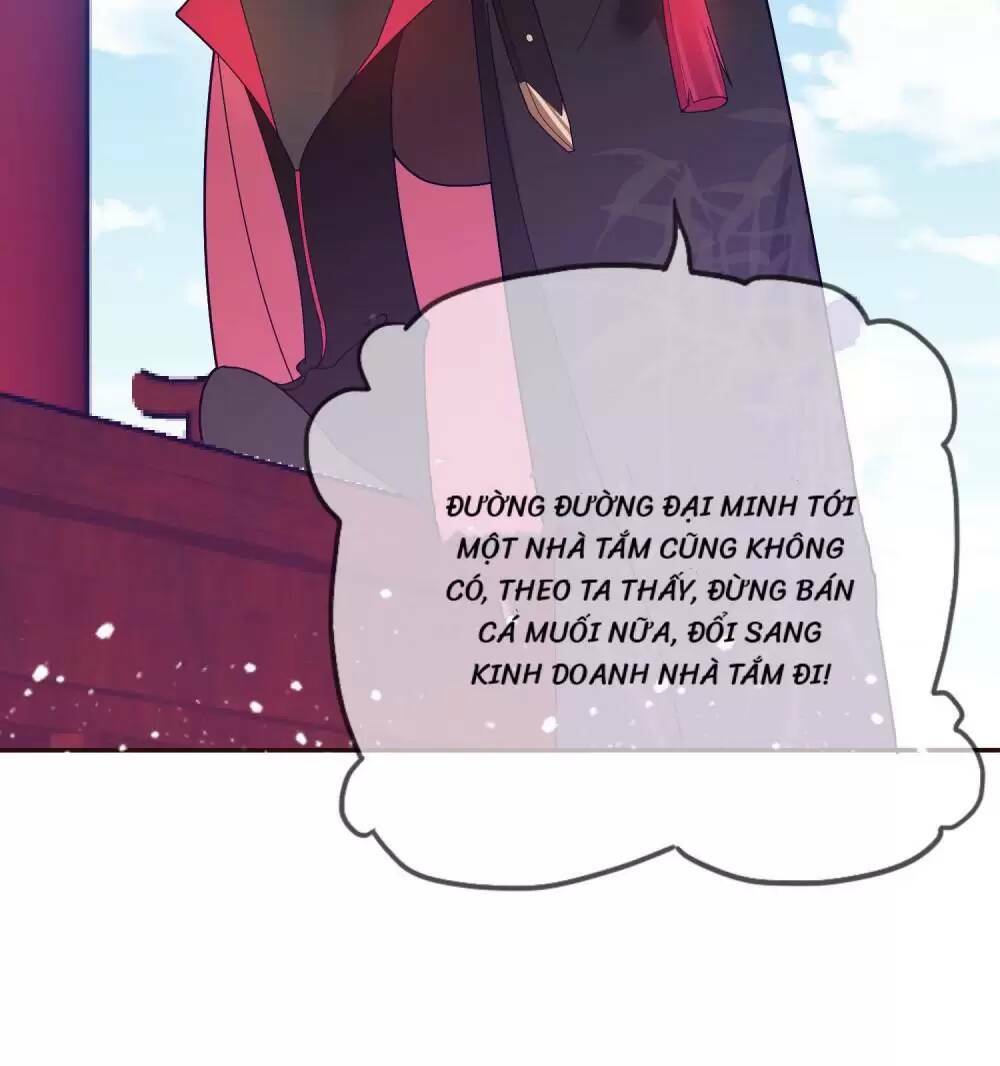 ĐƯỜNG ĐƯỜNG ĐẠI MINH TỚI
MỘT NHÀ TẮM CŨNG KHÔNG
CÓ, THEO TA THẤY, ĐỪNG BÁN
CÁ MUỐI NỮA, ĐỔI SANG
KINH DOANH NHÀ TẮM ĐI!